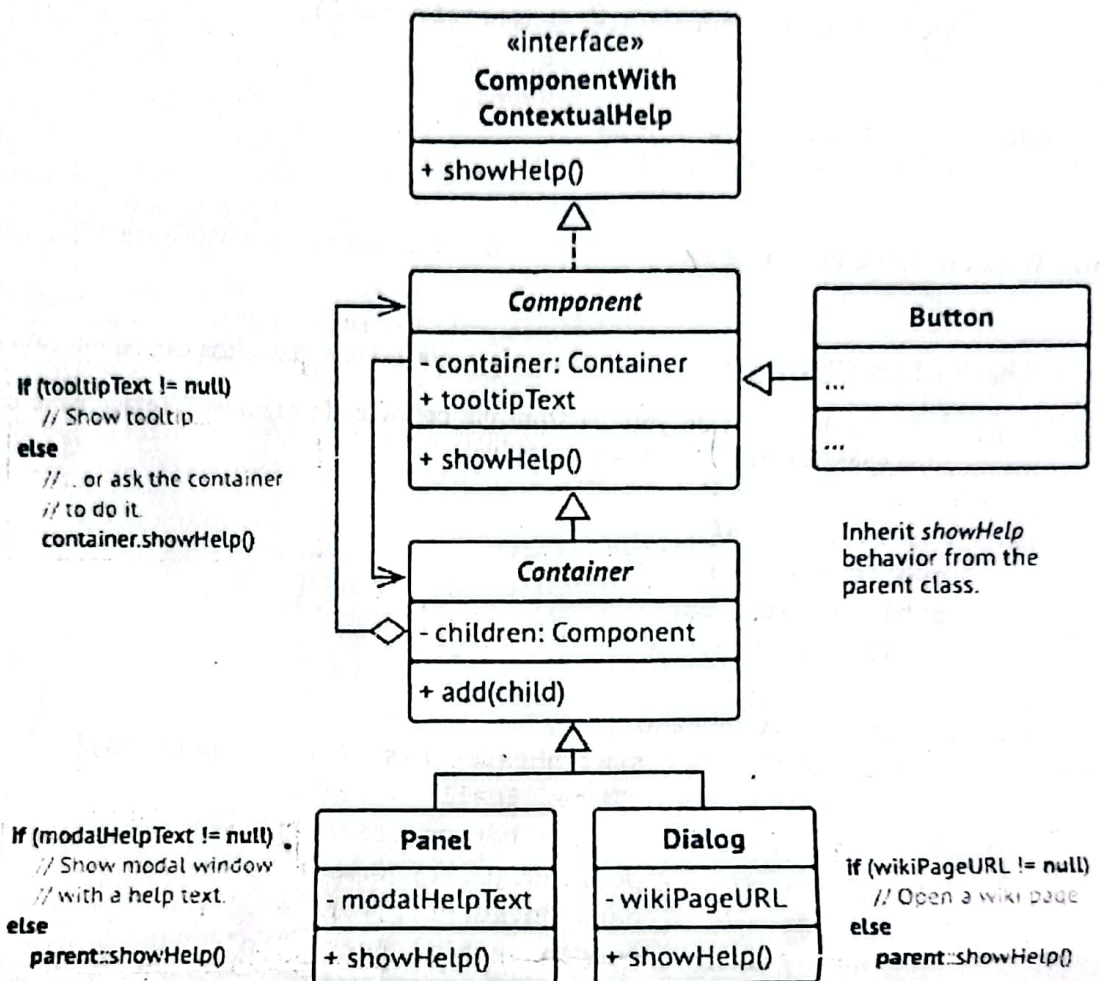 «interface»
ComponentWith
ContextualHelp
+ showHelp()
Component
- container: Container
+ tooltipText
+ showHelp()
Button
...
...
if (tooltipText != null)
// Show tooltip.
else
// ... or ask the container
// to do it.
container.showHelp()
Inherit showHelp
behavior from the
parent class.
Container
- children: Component
+ add(child)
if (modalHelpText != null)
// Show modal window
// with a help text.
else
parent::showHelp()
Panel
- modalHelpText
+ showHelp()
Dialog
- wikiPageURL
+ showHelp()
if (wikiPageURL != null)
// Open a wiki page
else
parent::showHelp()